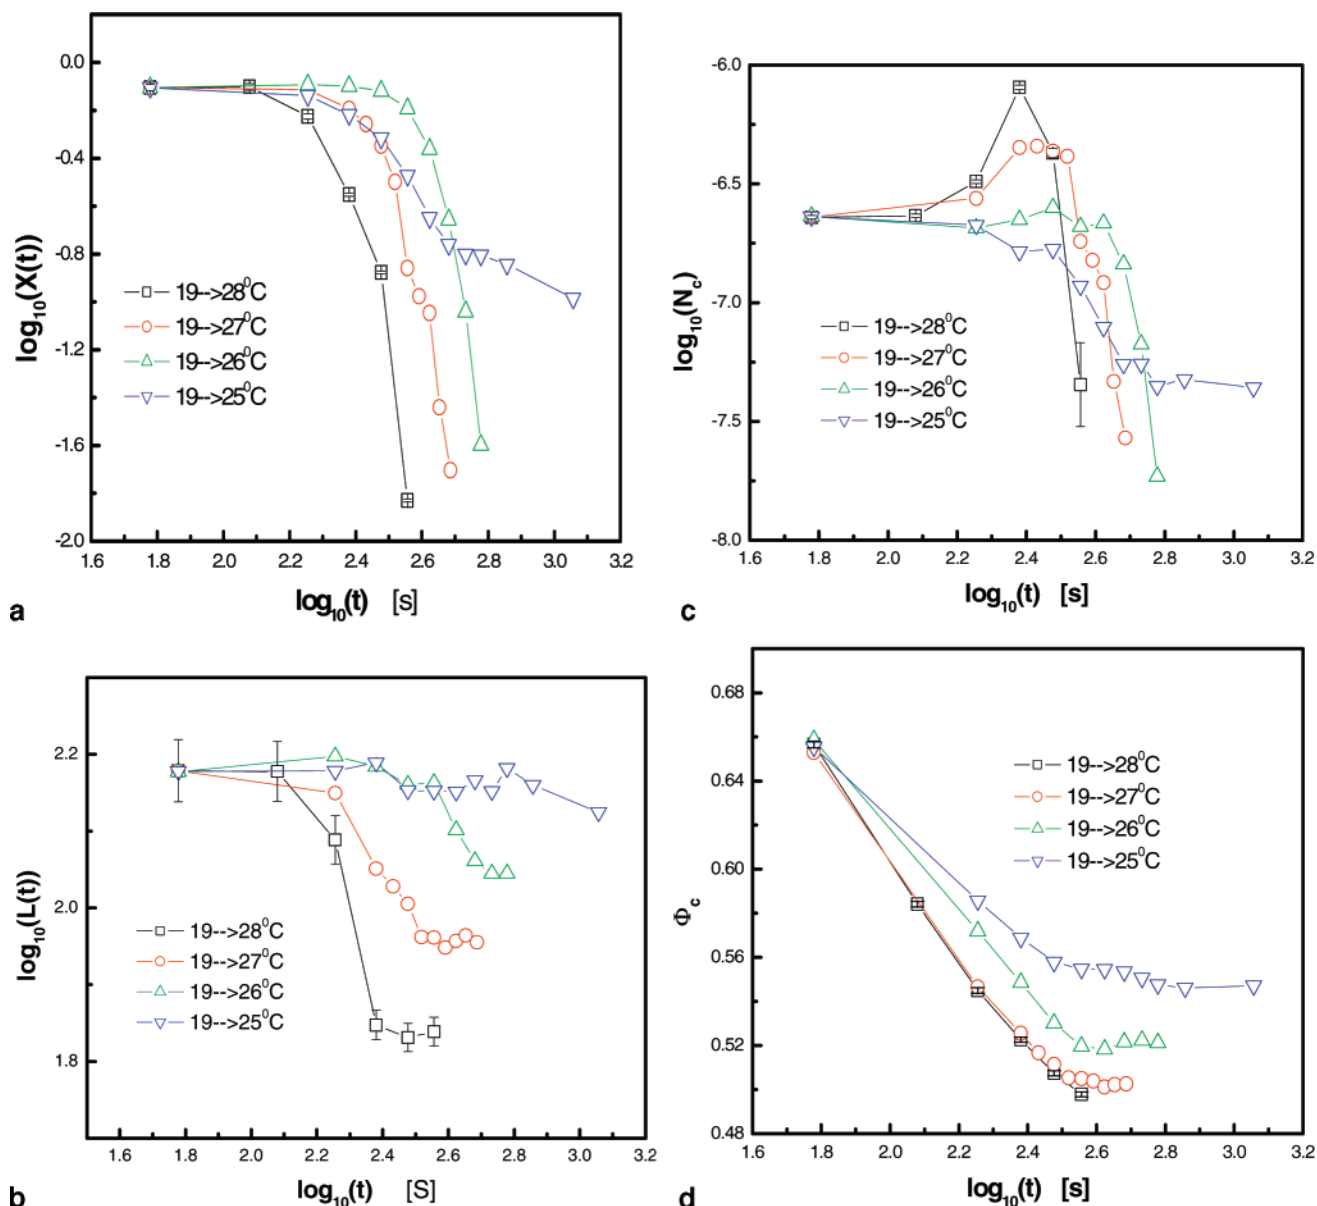 0.0
-0.4
-0.8
-1.2
-1.6
-2.0
log10(X(t))
19-->28⁰C
19-->27⁰C
19-->26⁰C
19-->25⁰C
1.6 1.8 2.0 2.2 2.4 2.6 2.8 3.0 3.2
log₁₀(t) [s]
a
-6.0
-6.5
-7.0
-7.5
-8.0
log₁₀(N_c)
19-->28⁰C
19-->27⁰C
19-->26⁰C
19-->25⁰C
1.6 1.8 2.0 2.2 2.4 2.6 2.8 3.0 3.2
log₁₀(t) [s]
c
2.2
2.0
1.8
log₁₀(L(t))
19-->28⁰C
19-->27⁰C
19-->26⁰C
19-->25⁰C
1.6 1.8 2.0 2.2 2.4 2.6 2.8 3.0 3.2
log₁₀(t) [S]
b
0.68
0.64
0.60
0.56
0.52
0.48
Φ_c
19-->28⁰C
19-->27⁰C
19-->26⁰C
19-->25⁰C
1.6 1.8 2.0 2.2 2.4 2.6 2.8 3.0 3.2
log₁₀(t) [s]
d